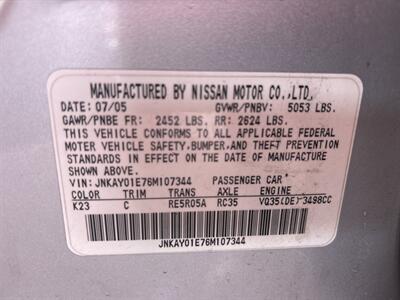 MANUFACTURED BY NISSAN MOTOR CO.,LTD.
DATE: 07/05 GVWR/PNBV: 5053 LBS.
GAWR/PNBE FR: 2452 LBS. RR: 2624 LBS.
THIS VEHICLE CONFORMS TO ALL APPLICABLE FEDERAL
MOTOR VEHICLE SAFETY, BUMPER, AND THEFT PREVENTION
STANDARDS IN EFFECT ON THE DATE OF MANUFACTURE
SHOWN ABOVE.
VIN: JNKAY01E76M107344 PASSENGER CAR
COLOR TRIM TRANS AXLE ENGINE
K23 C RE5R05A RC35 VQ35(DE) 3498CC
JNKAY01E76M107344